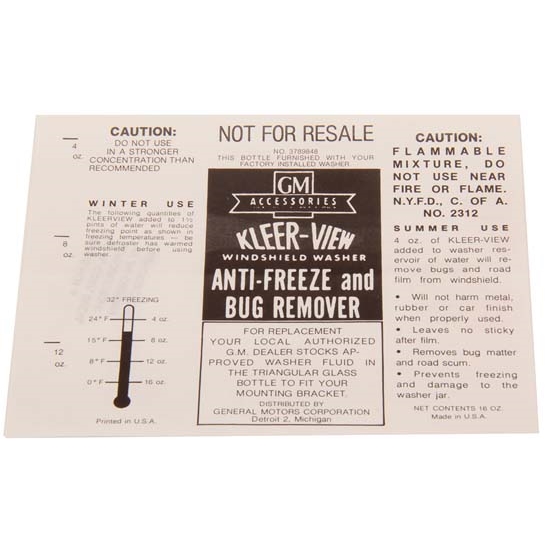 4
oz.
8
oz.
12
oz.
CAUTION:
DO NOT USE
IN A STRONGER
CONCENTRATION THAN
RECOMMENDED
WINTER USE
The following quantities of
KLEERVIEW added to 1½
pints of water will reduce
freezing point as shown in
freezing temperatures — be
sure defroster has warmed
windshield before using
washer.
32° FREEZING
24° F 4 oz.
15° F 8 oz.
8° F 12 oz.
0° F 16 oz.
Printed in U.S.A.
NOT FOR RESALE
NO. 3789848
THIS BOTTLE FURNISHED WITH YOUR
FACTORY INSTALLED WASHER.
GM
ACCESSORIES
KLEER-VIEW
WINDSHIELD WASHER
ANTI-FREEZE and
BUG REMOVER
FOR REPLACEMENT
YOUR LOCAL AUTHORIZED
G.M. DEALER STOCKS AP-
PROVED WASHER FLUID IN
THE TRIANGULAR GLASS
BOTTLE TO FIT YOUR
MOUNTING BRACKET.
DISTRIBUTED BY
GENERAL MOTORS CORPORATION
Detroit 2, Michigan
CAUTION:
FLAMMABLE
MIXTURE, DO
NOT USE NEAR
FIRE OR FLAME.
N.Y.F.D., C. OF A.
NO. 2312
SUMMER USE
4 oz. of KLEER-VIEW
added to washer res-
ervoir of water will re-
move bugs and road
film from windshield.
• Will not harm metal,
rubber or car finish
when properly used.
• Leaves no sticky
after film.
• Removes bug matter
and road scum.
• Prevents freezing
and damage to the
washer jar.
NET CONTENTS 16 OZ.
Made in U.S.A.